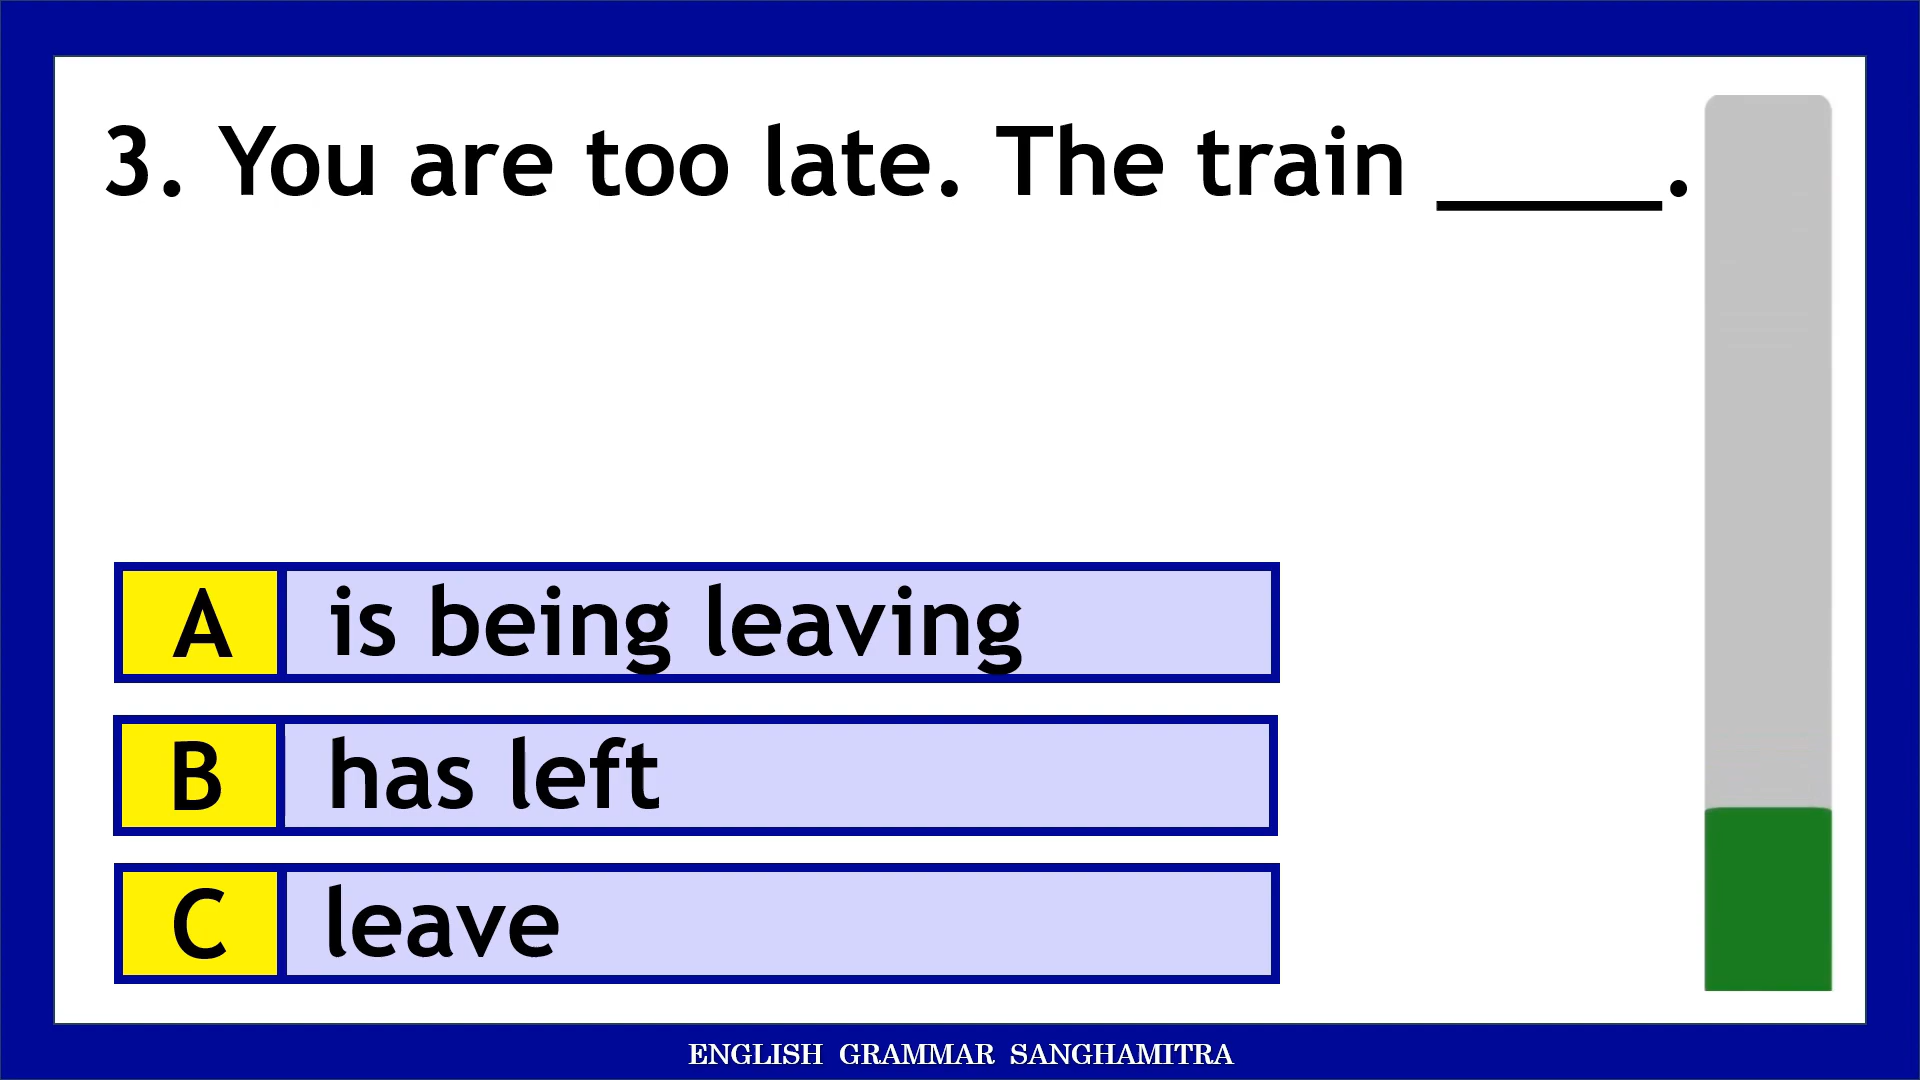 3. You are too late. The train _____.
A is being leaving
B has left
C leave
ENGLISH GRAMMAR SANGHAMITRA